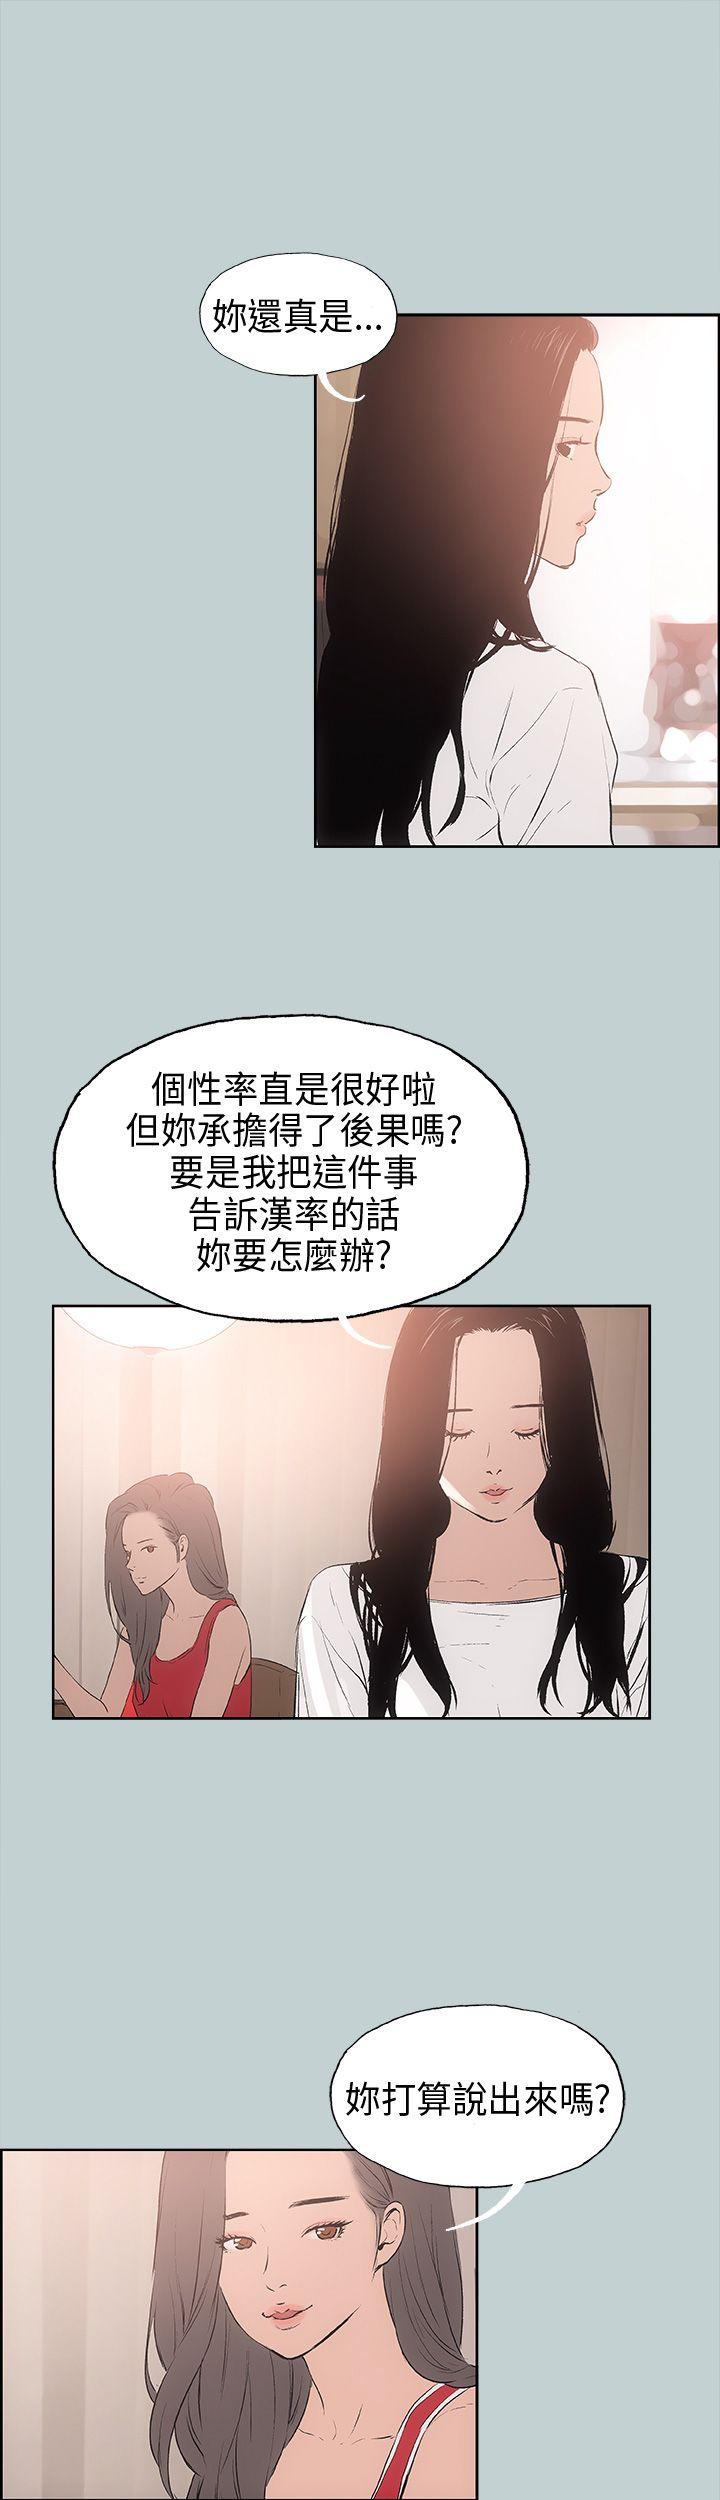 妳還真是...
個性率直是很好啦
但妳承擔得了後果嗎?
要是我把這件事
告訴漢率的話
妳要怎麼辦?
妳打算說出來嗎?